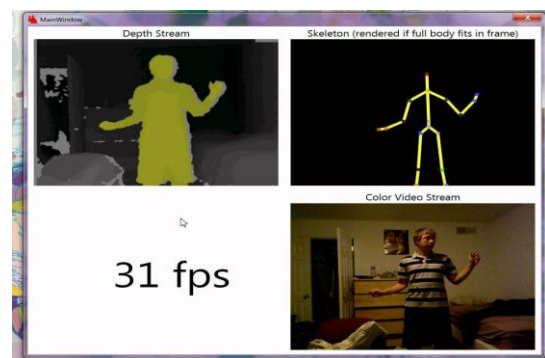 MainWindow
Depth Stream
Skeleton (rendered if full body fits in frame)
Color Video Stream
31 fps